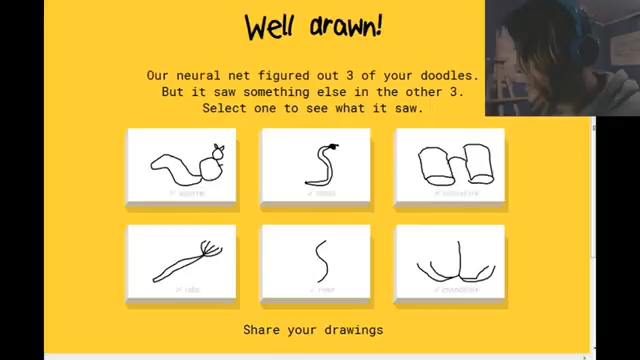 Well drawn!
Our neural net figured out 3 of your doodles.
But it saw something else in the other 3.
Select one to see what it saw.
Share your drawings